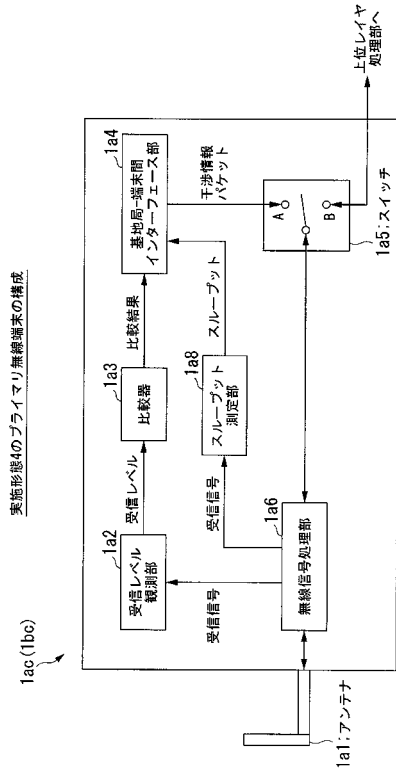 実施形態4のプライマリ無線端末の構成
1ac(1bc)
1a2
受信レベル
観測部
受信レベル
1a3
比較器
比較結果
1a4
基地局-端末間
インターフェース部
受信信号
受信信号
1a8
スループット
測定部
スループット
干渉情報
パケット
1a6
無線信号処理部
A
B
1a5;スイッチ
上位レイヤ
処理部へ
1a1;アンテナ